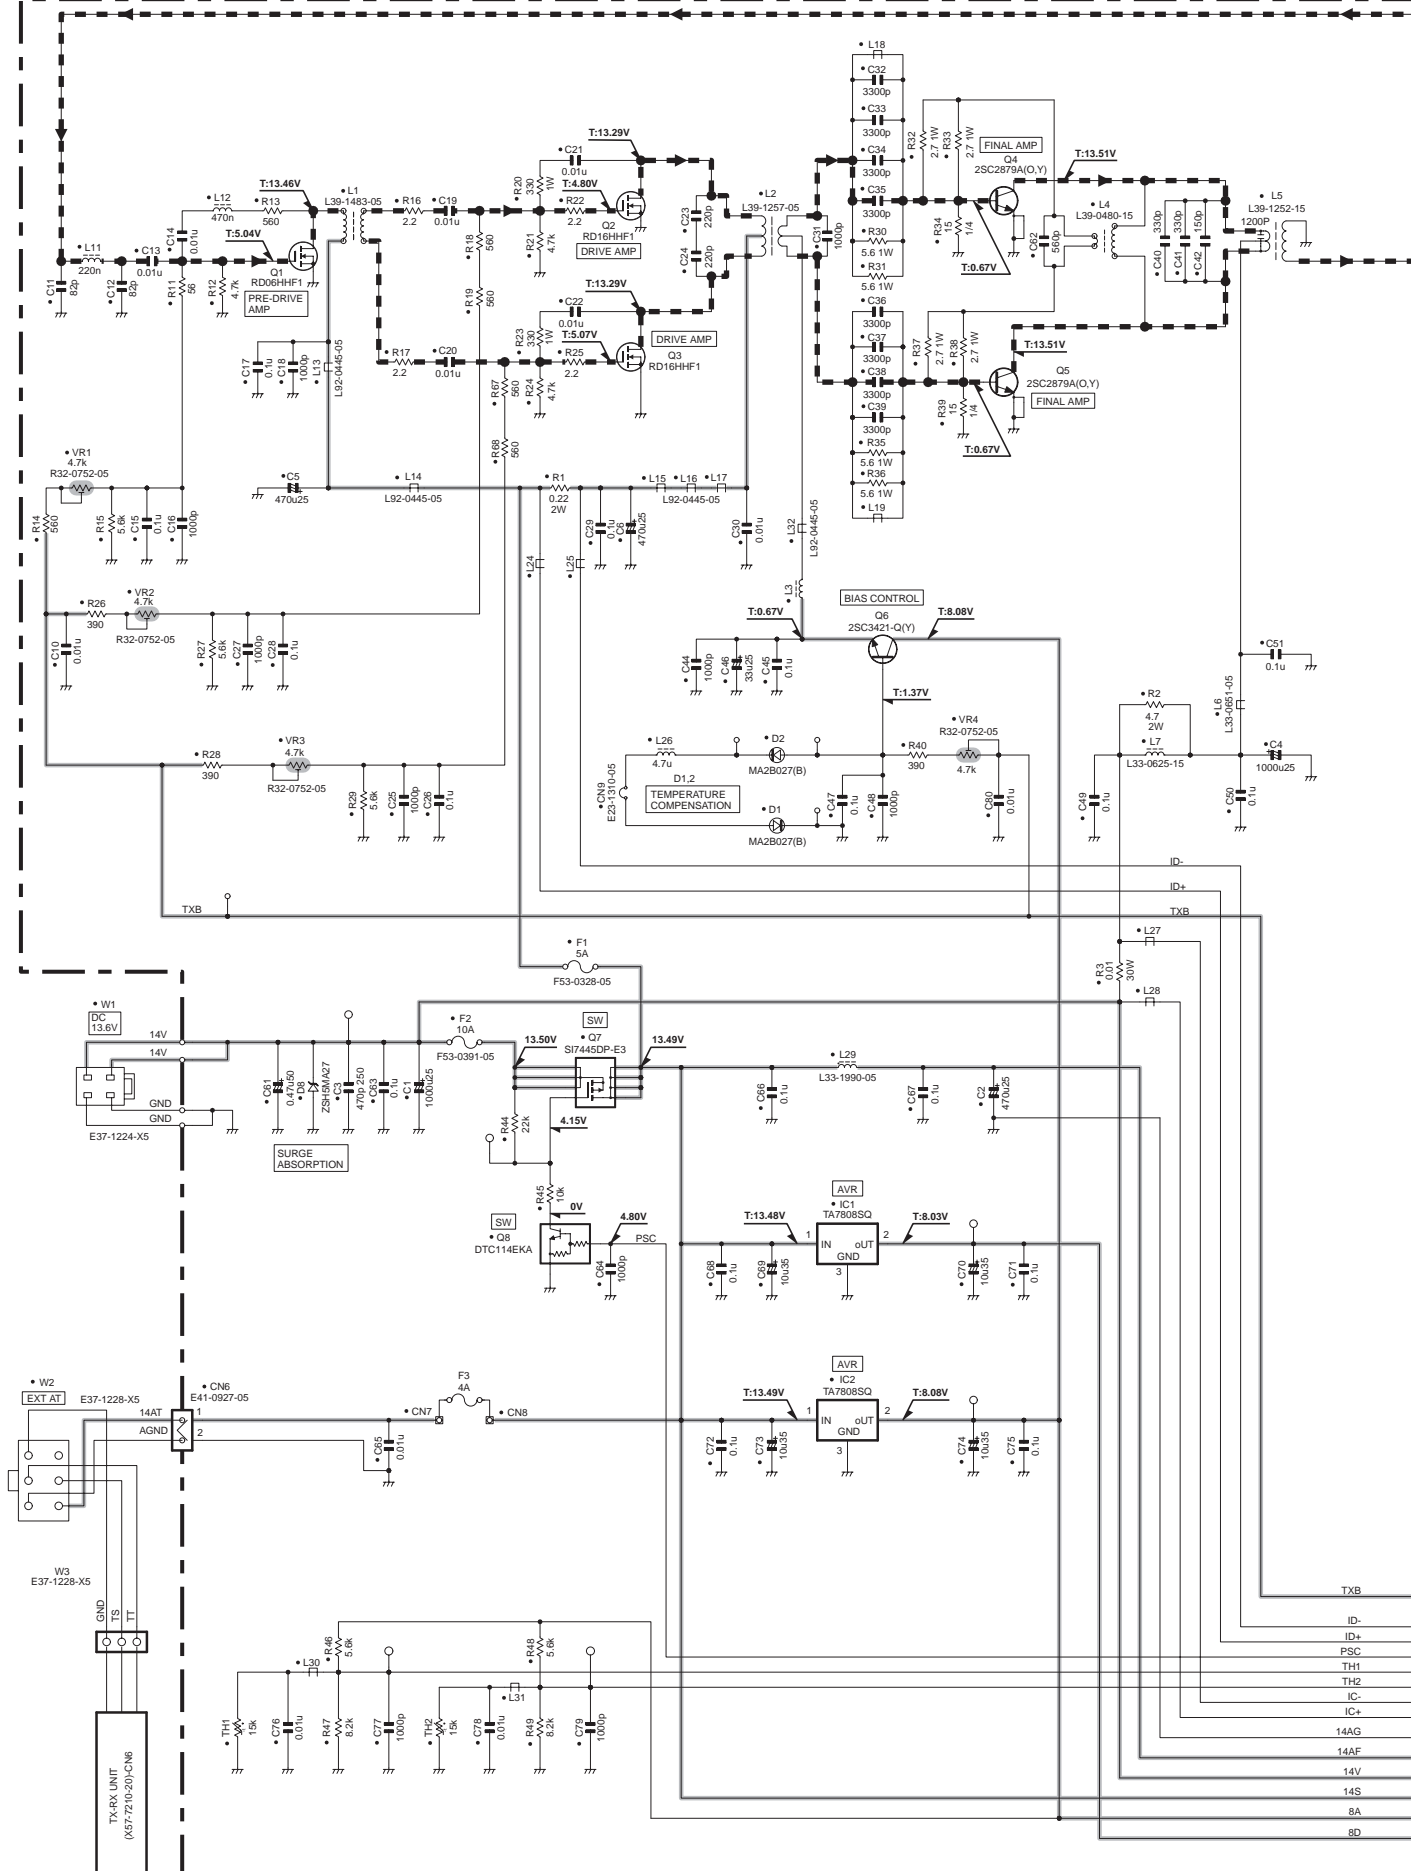 • L18
• C32
3300p
• C33
3300p
• C34
3300p
• C35
3300p
• R30
5.6 1W
• R31
5.6 1W
• C36
3300p
• C37
3300p
• C38
3300p
• C39
3300p
• R35
5.6 1W
• R36
5.6 1W
• L19
• R32
2.7 1W
• R33
2.7 1W
FINAL AMP
Q4
2SC2879A(O,Y)
T:13.51V
• R34
15
1/4
T:0.67V
• C62
560p
• L4
L39-0480-15
• C40
330p
• C41
330p
• C42
150p
• L5
L39-1252-15
1200P
• R37
2.7 1W
• R38
2.7 1W
T:13.51V
Q5
2SC2879A(O,Y)
FINAL AMP
• R39
15
1/4
T:0.67V
T:13.29V
• C21
0.01u
• R20
330
1W
T:4.80V
• R22
2.2
Q2
RD16HHF1
DRIVE AMP
• R21
4.7k
• C23
220p
• C24
220p
• L2
L39-1257-05
• C31
1000p
T:13.46V
• L1
L39-1483-05
• R16
2.2
• C19
0.01u
• R18
560
• R19
560
• L12
470n
• R13
560
• C14
0.01u
T:5.04V
• L11
220n
• C13
0.01u
Q1
RD06HHF1
PRE-DRIVE
AMP
• C11
82p
• C12
82p
• R11
56
• R12
4.7k
T:13.29V
• C22
0.01u
• R23
330
1W
T:5.07V
• R25
2.2
DRIVE AMP
Q3
RD16HHF1
• R17
2.2
• C20
0.01u
• R67
560
• R24
4.7k
• R68
560
• C17
0.1u
• C18
1000p
• L13
L92-0445-05
• VR1
4.7k
R32-0752-05
• R14
560
• R15
5.6k
• C15
0.1u
• C16
1000p
• C5
470u25
• L14
L92-0445-05
• R1
0.22
2W
• L15
• L16
• L17
L92-0445-05
• C29
0.1u
• C6
470u25
• C30
0.01u
• L32
L92-0445-05
• L24
• L25
• L3
• R26
390
• VR2
4.7k
R32-0752-05
• C10
0.01u
• R27
5.6k
• C27
1000p
• C28
0.1u
T:0.67V
BIAS CONTROL
Q6
2SC3421-Q(Y)
T:8.08V
• C44
1000p
• C46
33u25
• C45
0.1u
T:1.37V
• C51
0.1u
• L6
L33-0651-05
• R2
4.7
2W
• L7
L33-0625-15
• C4
1000u25
• C49
0.1u
• C50
0.1u
• R28
390
• VR3
4.7k
R32-0752-05
• R29
5.6k
• C25
1000p
• C26
0.1u
• CN9
E23-1310-05
• L26
4.7u
• D2
MA2B027(B)
D1,2
TEMPERATURE
COMPENSATION
• D1
MA2B027(B)
• R40
390
• VR4
R32-0752-05
4.7k
• C47
0.1u
• C48
1000p
• C80
0.01u
ID-
ID+
TXB
TXB
• L27
• R3
0.01
30W
• L28
• F1
5A
F53-0328-05
• W1
DC
13.6V
14V
14V
GND
GND
E37-1224-X5
• C61
0.47u50
• D8
ZSH5MA27
• C3
470p 250
• C63
0.1u
• C1
1000u25
SURGE
ABSORPTION
• F2
10A
F53-0391-05
13.50V
SW
• Q7
SI7445DP-E3
13.49V
• R44
22k
4.15V
• L29
L33-1990-05
• C66
0.1u
• C67
0.1u
• C2
470u25
• R45
10k
0V
SW
• Q8
DTC114EKA
4.80V
PSC
• C64
1000p
AVR
• IC1
TA7808SQ
T:13.48V
1
IN
oUT
GND
2
3
T:8.03V
• C68
0.1u
• C69
10u35
• C70
10u35
• C71
0.1u
AVR
• IC2
TA7808SQ
T:13.49V
1
IN
oUT
GND
2
3
T:8.08V
• C72
0.1u
• C73
10u35
• C74
10u35
• C75
0.1u
• W2
EXT AT
E37-1228-X5
• CN6
E41-0927-05
14AT
AGND
1
2
• CN7
F3
4A
• CN8
• C65
0.01u
W3
E37-1228-X5
GND
TS
TT
TX-RX UNIT
(X57-7210-20)-CN6
• TH1
15k
• C76
0.01u
• L30
• R46
5.6k
• R47
8.2k
• C77
1000p
• TH2
15k
• C78
0.01u
• L31
• R48
5.6k
• R49
8.2k
• C79
1000p
TXB
ID-
ID+
PSC
TH1
TH2
IC-
IC+
14AG
14AF
14V
14S
8A
8D